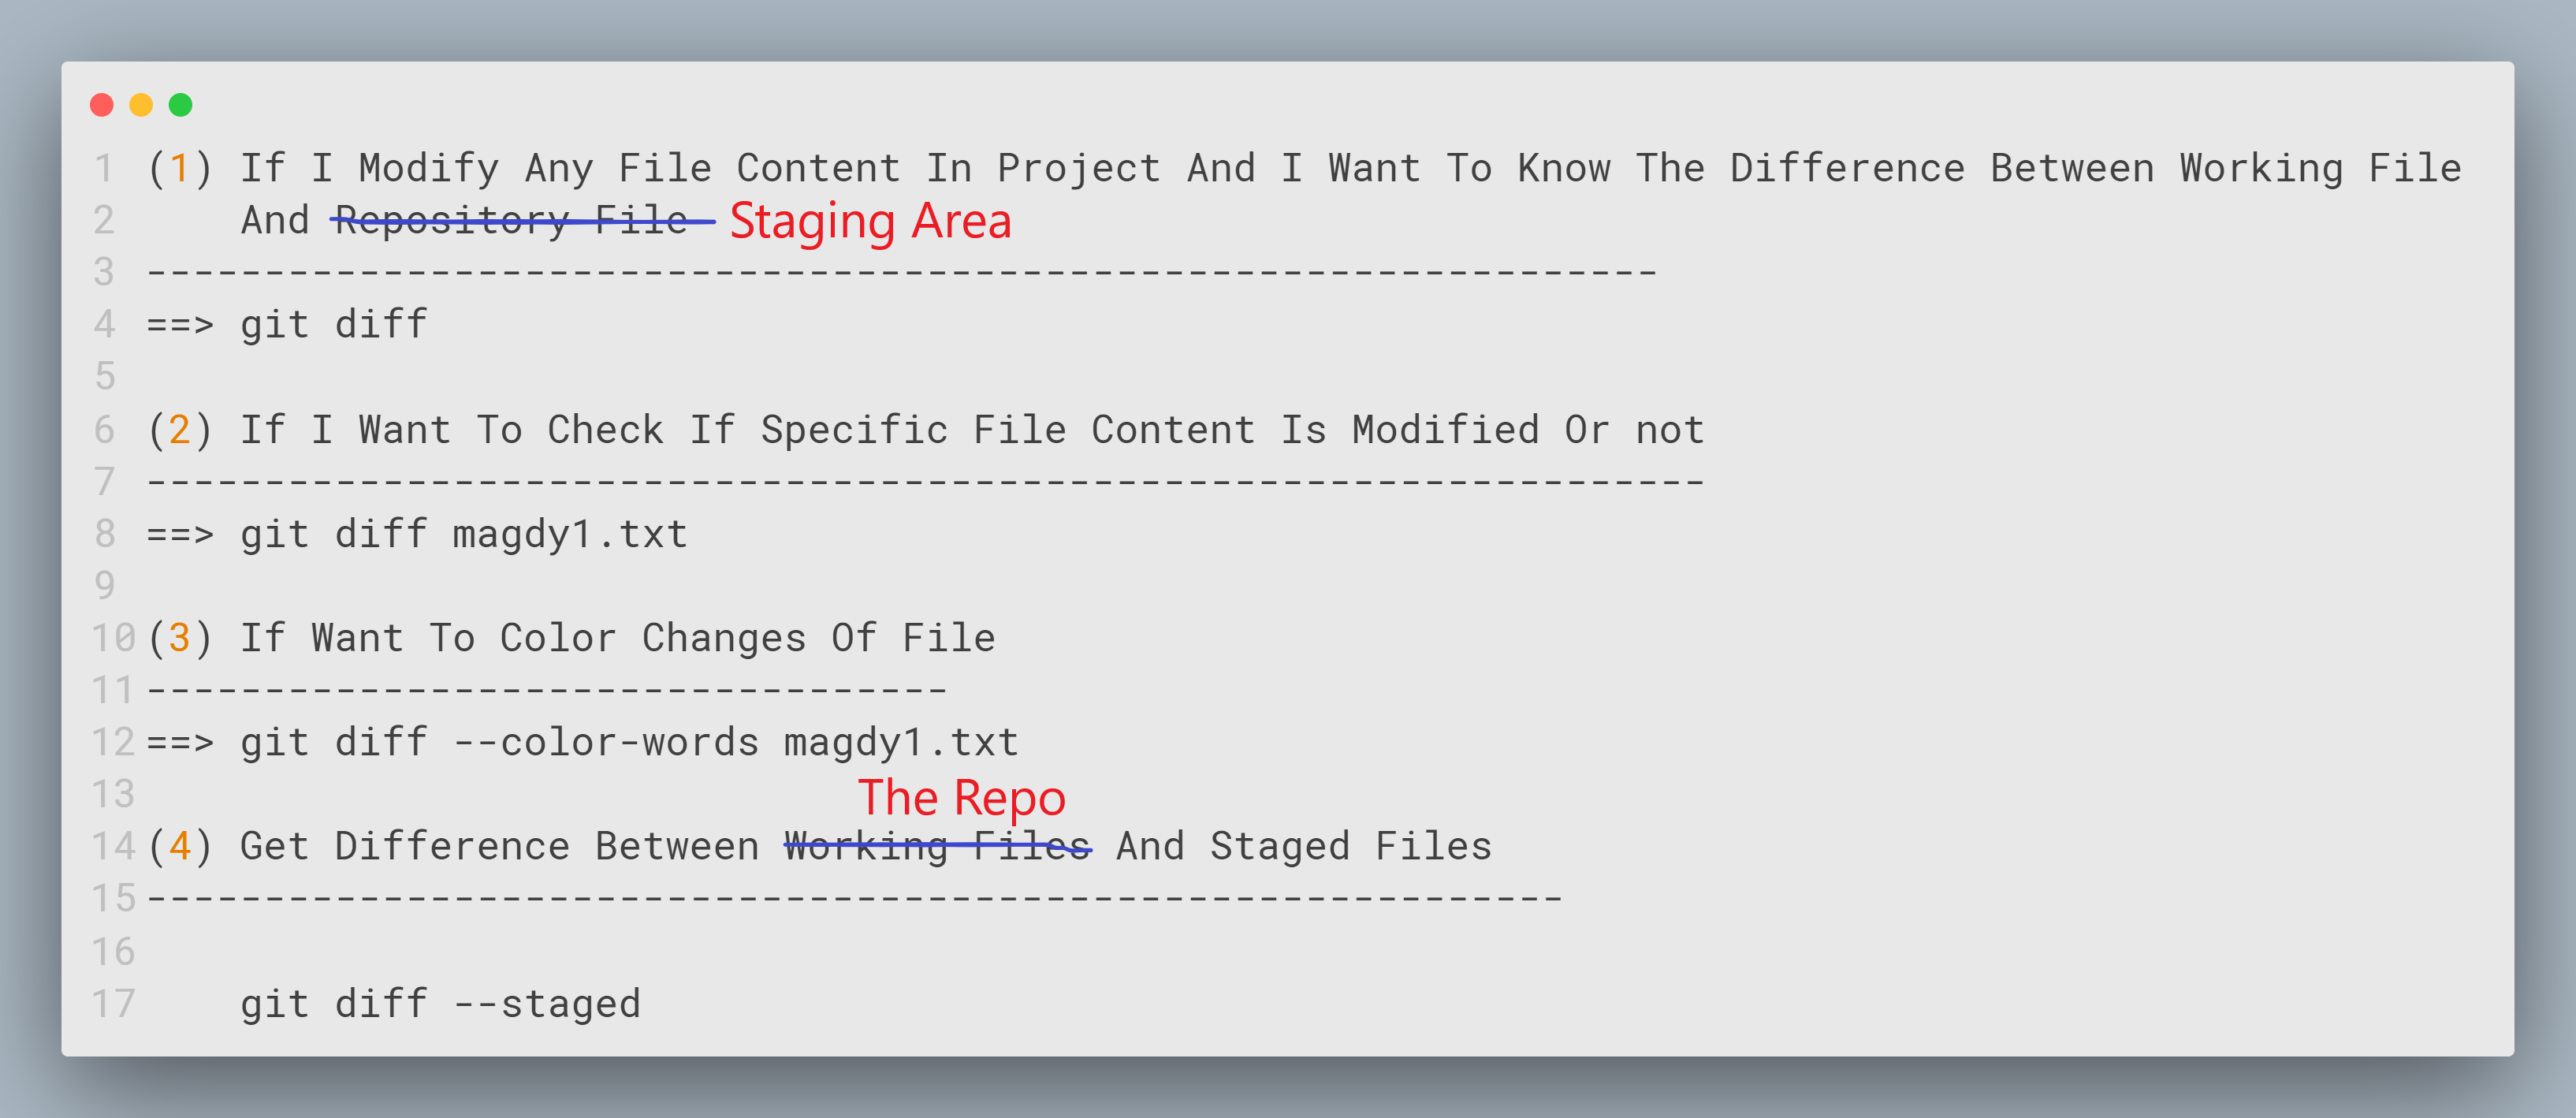 1 (1) If I Modify Any File Content In Project And I Want To Know The Difference Between Working File
2 And Repository File Staging Area
3 ----------------------------------------------------------------
4 ==> git diff
5
6 (2) If I Want To Check If Specific File Content Is Modified Or not
7 ------------------------------------------------------------------
8 ==> git diff magdy1.txt
9
10 (3) If Want To Color Changes Of File
11 ----------------------------------
12 ==> git diff --color-words magdy1.txt
13 The Repo
14 (4) Get Difference Between Working Files And Staged Files
15 ------------------------------------------------------------
16
17 git diff --staged